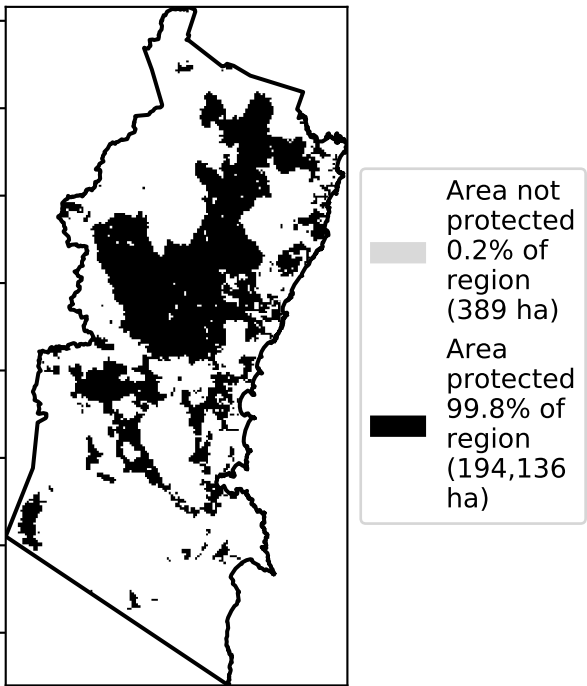 Area not
protected
0.2% of
region
(389 ha)
Area
protected
99.8% of
region
(194,136
ha)